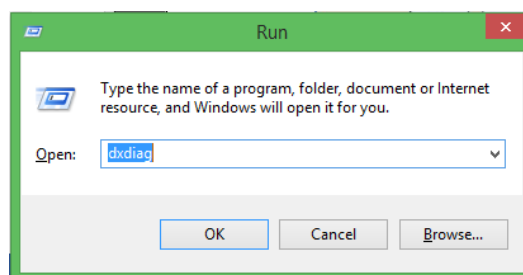 Run
Type the name of a program, folder, document or Internet
resource, and Windows will open it for you.
Open: dxdiag
OK Cancel Browse...